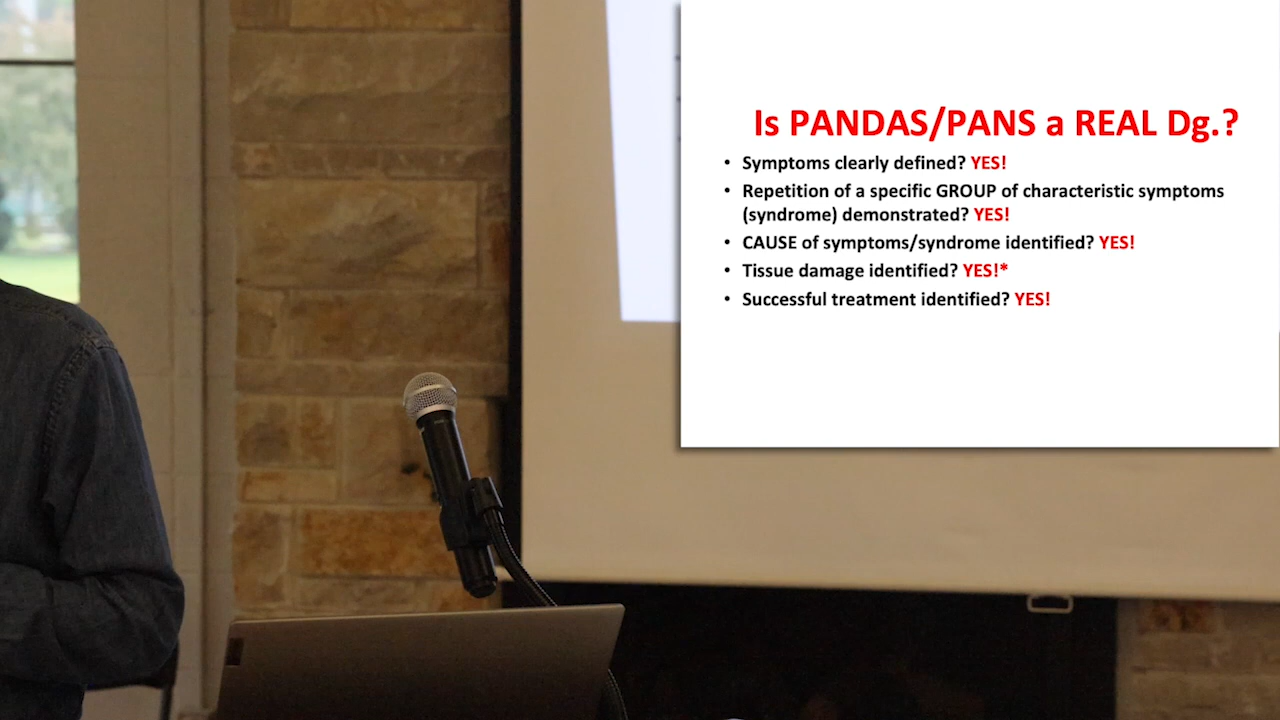 Is PANDAS/PANS a REAL Dg.?
• Symptoms clearly defined? YES!
• Repetition of a specific GROUP of characteristic symptoms
(syndrome) demonstrated? YES!
• CAUSE of symptoms/syndrome identified? YES!
• Tissue damage identified? YES!*
• Successful treatment identified? YES!